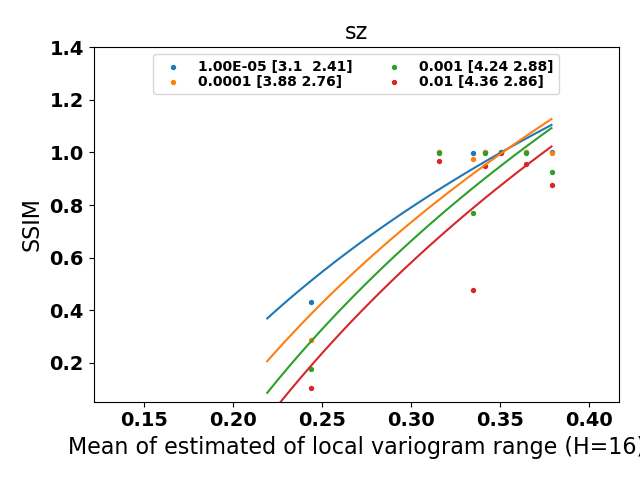 sz
1.4
1.2
1.0
0.8
0.6
0.4
0.2
SSIM
1.00E-05 [3.1  2.41]
0.0001 [3.88 2.76]
0.001 [4.24 2.88]
0.01 [4.36 2.86]
0.15 0.20 0.25 0.30 0.35 0.40
Mean of estimated of local variogram range (H=16)